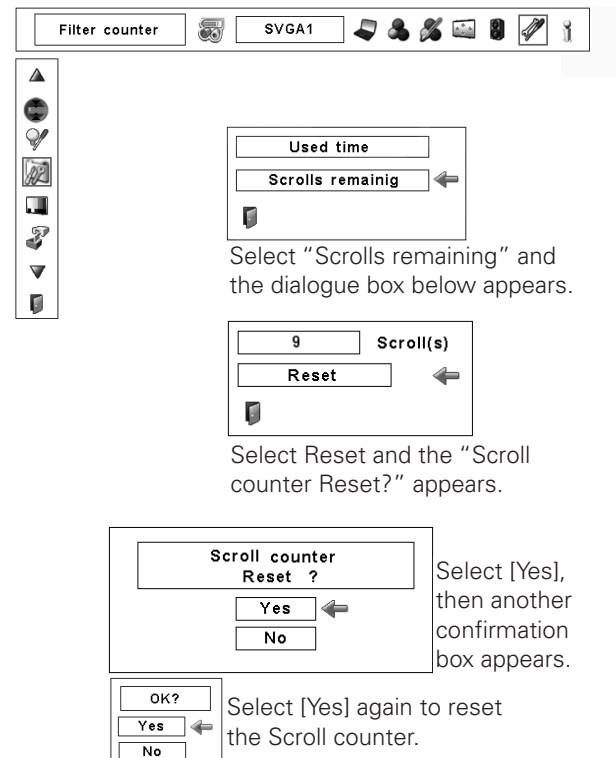 Filter counter
SVGA1
Used time
Scrolls remainig
Select “Scrolls remaining” and
the dialogue box below appears.
9 Scroll(s)
Reset
Select Reset and the “Scroll
counter Reset?” appears.
Scroll counter
Reset ?
Yes
No
Select [Yes],
then another
confirmation
box appears.
OK?
Yes
No
Select [Yes] again to reset
the Scroll counter.